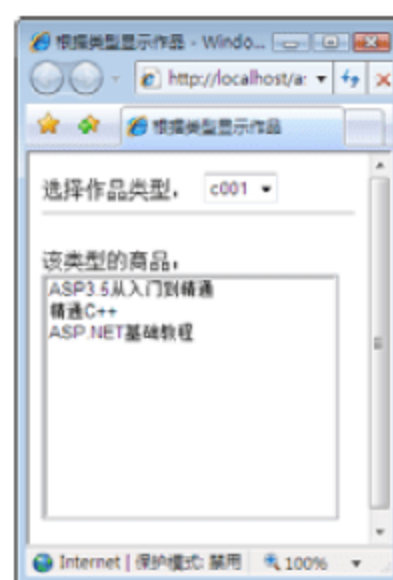 根据类型显示作品 - Windo...
http://localhost/a:
根据类型显示作品
选择作品类型: c001
该类型的商品:
ASP3.5从入门到精通
精通C++
ASP.NET基础教程
Internet | 保护模式: 禁用 100%